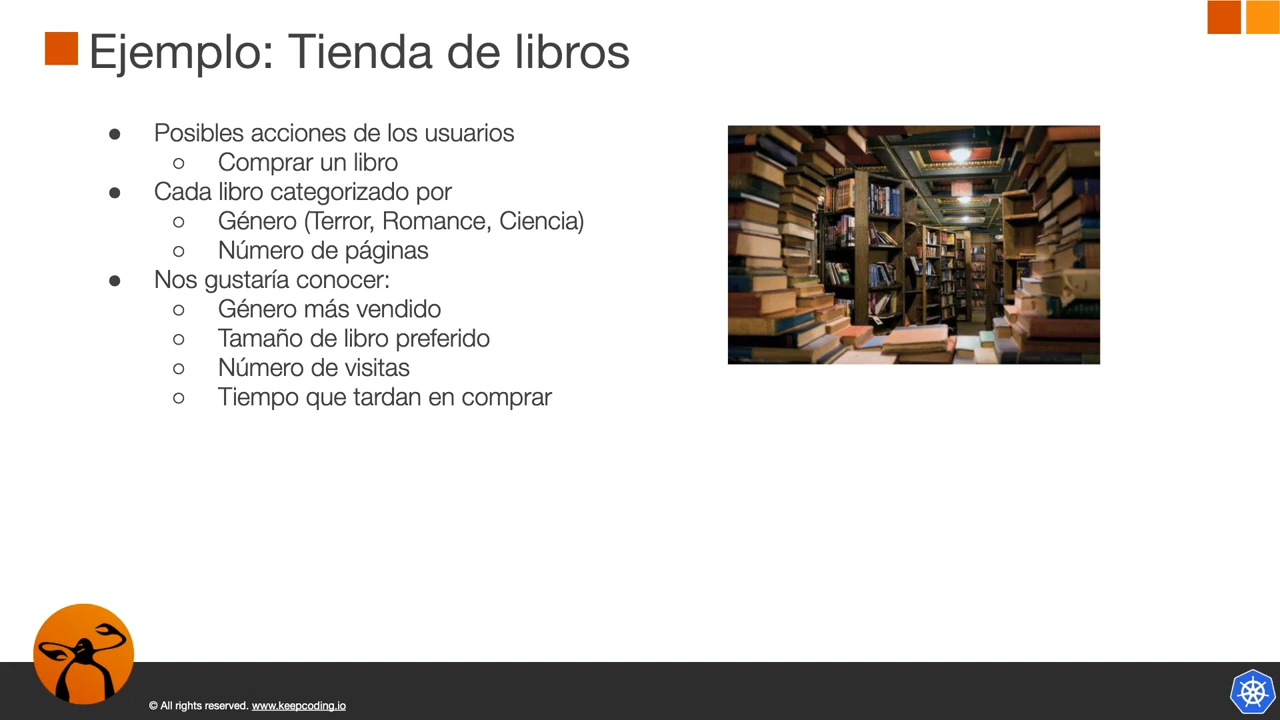 Ejemplo: Tienda de libros
● Posibles acciones de los usuarios
○ Comprar un libro
● Cada libro categorizado por
○ Género (Terror, Romance, Ciencia)
○ Número de páginas
● Nos gustaría conocer:
○ Género más vendido
○ Tamaño de libro preferido
○ Número de visitas
○ Tiempo que tardan en comprar
© All rights reserved. www.keepcoding.io